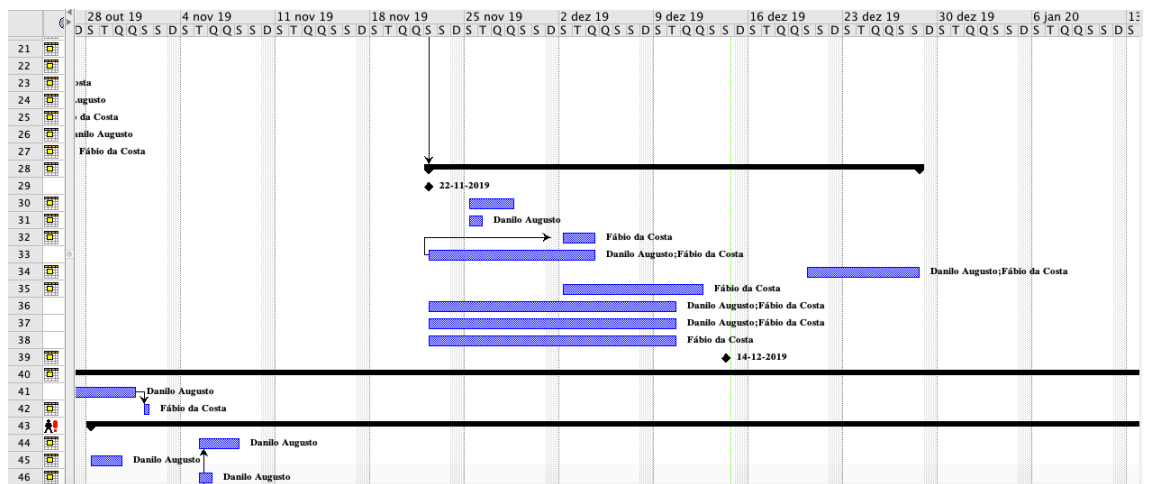 28 out 19 4 nov 19 11 nov 19 18 nov 19 25 nov 19 2 dez 19 9 dez 19 16 dez 19 23 dez 19 30 dez 19 6 jan 20 13
D S T Q Q S S D S T Q Q S S D S T Q Q S S D S T Q Q S S D S T Q Q S S D S T Q Q S S D S T Q Q S S D S T Q Q S S D S T Q Q S S D S T Q Q S S D S T Q Q S S D S
21
22
23 osta
24 ugusto
25 da Costa
26 anilo Augusto
27 Fábio da Costa
28
29 22-11-2019
30
31 Danilo Augusto
32 Fábio da Costa
33 Danilo Augusto;Fábio da Costa
34 Danilo Augusto;Fábio da Costa
35 Fábio da Costa
36 Danilo Augusto;Fábio da Costa
37 Danilo Augusto;Fábio da Costa
38 Fábio da Costa
39 14-12-2019
40
41 Danilo Augusto
42 Fábio da Costa
43
44 Danilo Augusto
45 Danilo Augusto
46 Danilo Augusto